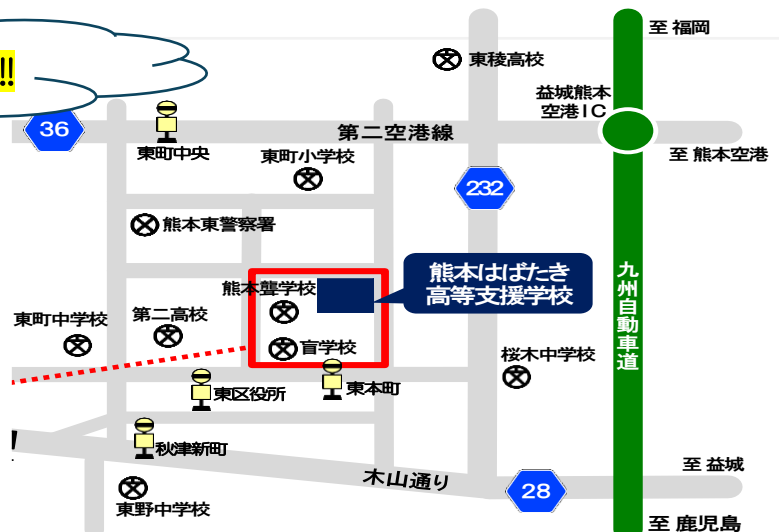 !!
至 福岡
東稜高校
益城熊本
空港IC
36
第二空港線
東町中央
至 熊本空港
東町小学校
232
熊本東警察署
熊本はばたき
高等支援学校
九州自動車道
熊本聾学校
東町中学校
第二高校
盲学校
桜木中学校
東区役所
東本町
秋津新町
木山通り
至 益城
28
東野中学校
至 鹿児島